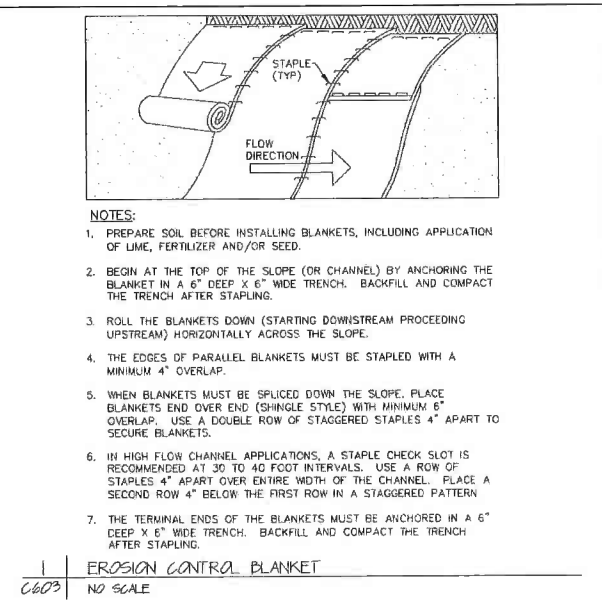 STAPLE
(TYP)
FLOW
DIRECTION
NOTES:
1. PREPARE SOIL BEFORE INSTALLING BLANKETS, INCLUDING APPLICATION
OF LIME, FERTILIZER AND/OR SEED.
2. BEGIN AT THE TOP OF THE SLOPE (OR CHANNEL) BY ANCHORING THE
BLANKET IN A 6" DEEP X 6" WIDE TRENCH. BACKFILL AND COMPACT
THE TRENCH AFTER STAPLING.
3. ROLL THE BLANKETS DOWN (STARTING DOWNSTREAM PROCEEDING
UPSTREAM) HORIZONTALLY ACROSS THE SLOPE.
4. THE EDGES OF PARALLEL BLANKETS MUST BE STAPLED WITH A
MINIMUM 4" OVERLAP.
5. WHEN BLANKETS MUST BE SPLICED DOWN THE SLOPE, PLACE
BLANKETS END OVER END (SHINGLE STYLE) WITH MINIMUM 6"
OVERLAP. USE A DOUBLE ROW OF STAGGERED STAPLES 4" APART TO
SECURE BLANKETS.
6. IN HIGH FLOW CHANNEL APPLICATIONS, A STAPLE CHECK SLOT IS
RECOMMENDED AT 30 TO 40 FOOT INTERVALS. USE A ROW OF
STAPLES 4" APART OVER ENTIRE WIDTH OF THE CHANNEL. PLACE A
SECOND ROW 4" BELOW THE FIRST ROW IN A STAGGERED PATTERN
7. THE TERMINAL ENDS OF THE BLANKETS MUST BE ANCHORED IN A 6"
DEEP X 6" WIDE TRENCH. BACKFILL AND COMPACT THE TRENCH
AFTER STAPLING.
1 EROSION CONTROL BLANKET
C603 NO SCALE